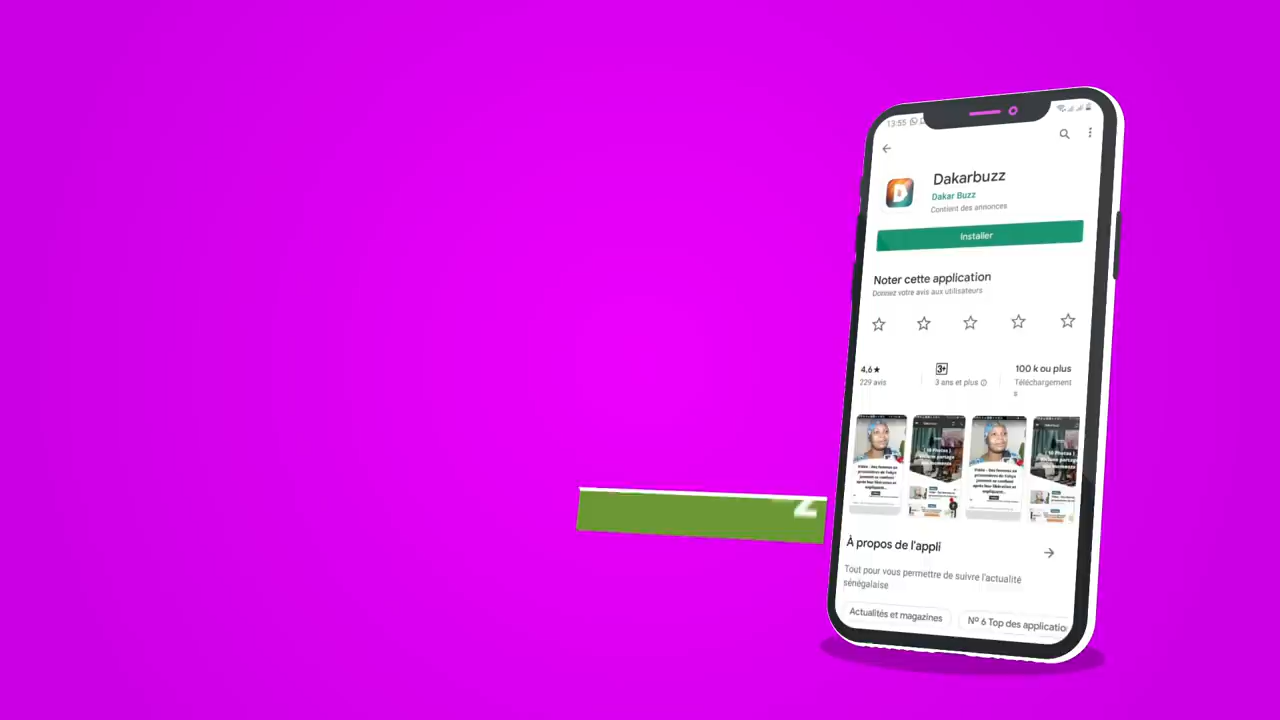 13:55
Dakarbuzz
Dakar Buzz
Contient des annonces
Installer
Noter cette application
Donnez votre avis aux utilisateurs
4,6★
229 avis
3+
3 ans et plus
100 k ou plus
Téléchargement
s
À propos de l'appli
Tout pour vous permettre de suivre l'actualité
sénégalaise
Actualités et magazines
Nº 6 Top des applicatio
Z